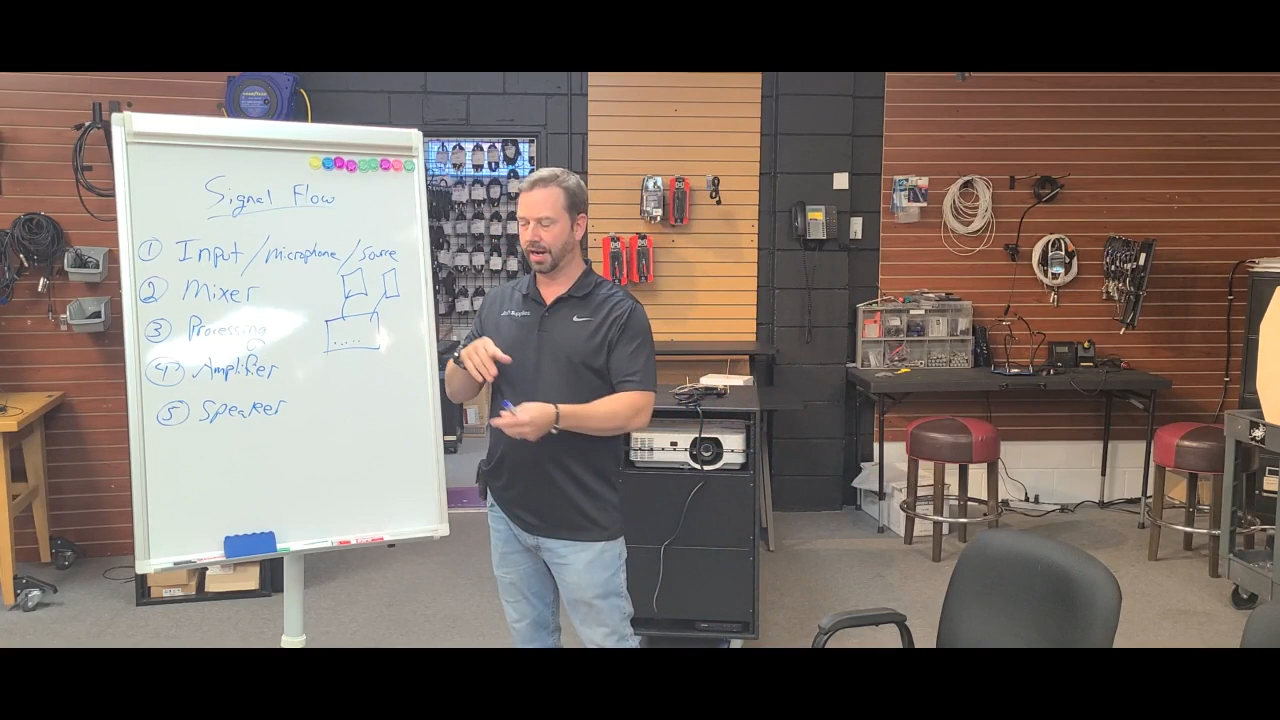 Signal Flow
① Input/Microphone/Source
② Mixer
③ Processing
④ Amplifier
⑤ Speaker